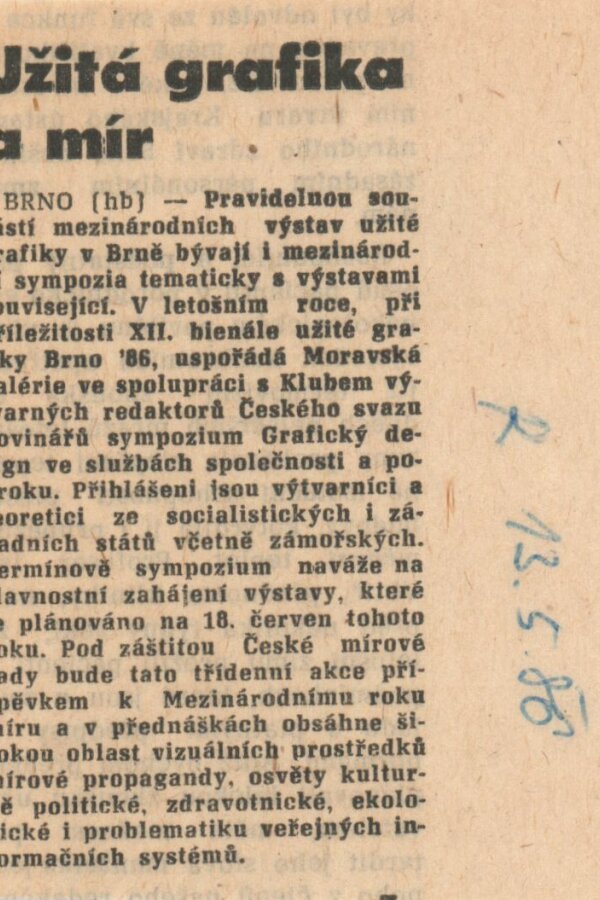 Užitá grafika
a mír
BRNO (hb) — Pravidelnou sou-
ástí mezinárodních výstav užité
rafiky v Brně bývají i mezinárod-
í sympozia tematicky s výstavami
ouvisející. V letošním roce, při
říležitosti XII. bienále užité gra-
ky Brno '86, uspořádá Moravská
alérie ve spolupráci s Klubem vý-
varných redaktorů Českého svazu
ovinářů sympozium Grafický de-
ign ve službách společnosti a po-
roku. Přihlášeni jsou výtvarníci a
eoretici ze socialistických i zá-
adních států včetně zámořských.
ermínově sympozium naváže na
lavnostní zahájení výstavy, které
e plánováno na 18. červen tohoto
oku. Pod záštitou České mírové
ady bude tato třídenní akce pří-
pěvkem k Mezinárodnímu roku
míru a v přednáškách obsáhne ši-
okou oblast vizuálních prostředků
mírové propagandy, osvěty kultur-
ě politické, zdravotnické, ekolo-
ické i problematiku veřejných in-
ormačních systémů.
R 13.5.86